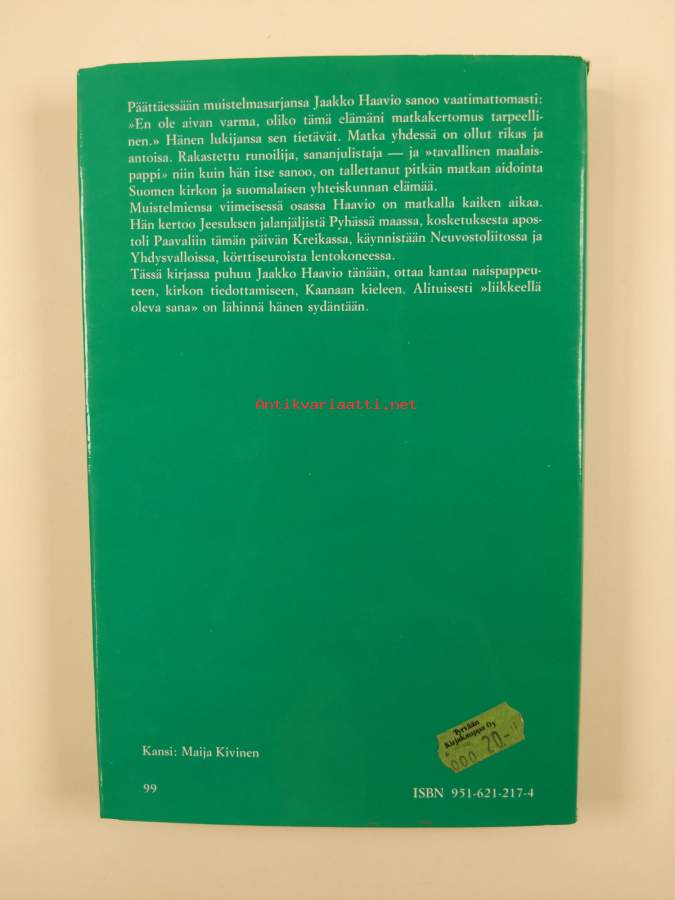 Päättäessään muistelmasarjansa Jaakko Haavio sanoo vaatimattomasti:
»En ole aivan varma, oliko tämä elämäni matkakertomus tarpeelli-
nen.» Hänen lukijansa sen tietävät. Matka yhdessä on ollut rikas ja
antoisa. Rakastettu runoilija, sananjulistaja — ja »tavallinen maalais-
pappi» niin kuin hän itse sanoo, on tallettanut pitkän matkan aidointa
Suomen kirkon ja suomalaisen yhteiskunnan elämää.
Muistelmiensa viimeisessä osassa Haavio on matkalla kaiken aikaa.
Hän kertoo Jeesuksen jalanjäljistä Pyhässä maassa, kosketuksesta apos-
toli Paavaliin tämän päivän Kreikassa, käynnistään Neuvostoliitossa ja
Yhdysvalloissa, körttiseuroista lentokoneessa.
Tässä kirjassa puhuu Jaakko Haavio tänään, ottaa kantaa naispappeu-
teen, kirkon tiedottamiseen, Kaanaan kieleen. Alituisesti »liikkeellä
oleva sana» on lähinnä hänen sydäntään.
Antikvariaatti.net
Tyrvään
Kirjakauppa Oy
000 20.-
Kansi: Maija Kivinen
99
ISBN 951-621-217-4